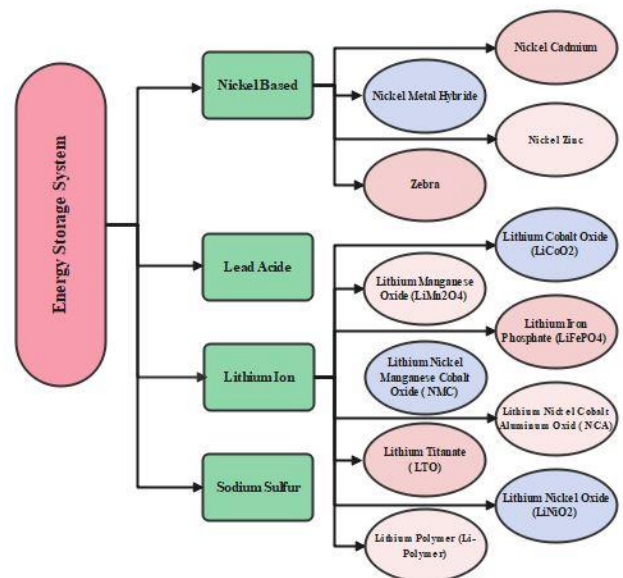 Energy Storage System
Nickel Based
Nickel Cadmium
Nickel Metal Hybride
Nickel Zinc
Zebra
Lead Acide
Lithium Ion
Sodium Sulfur
Lithium Cobalt Oxide
(LiCoO2)
Lithium Manganese
Oxide (LiMn2O4)
Lithium Iron
Phosphate (LiFePO4)
Lithium Nickel
Manganese Cobalt
Oxide ( NMC)
Lithium Nickel Cobalt
Aluminum Oxid ( NCA)
Lithium Titanate
( LTO)
Lithium Nickel Oxide
(LiNiO2)
Lithium Polymer (Li-
Polymer)